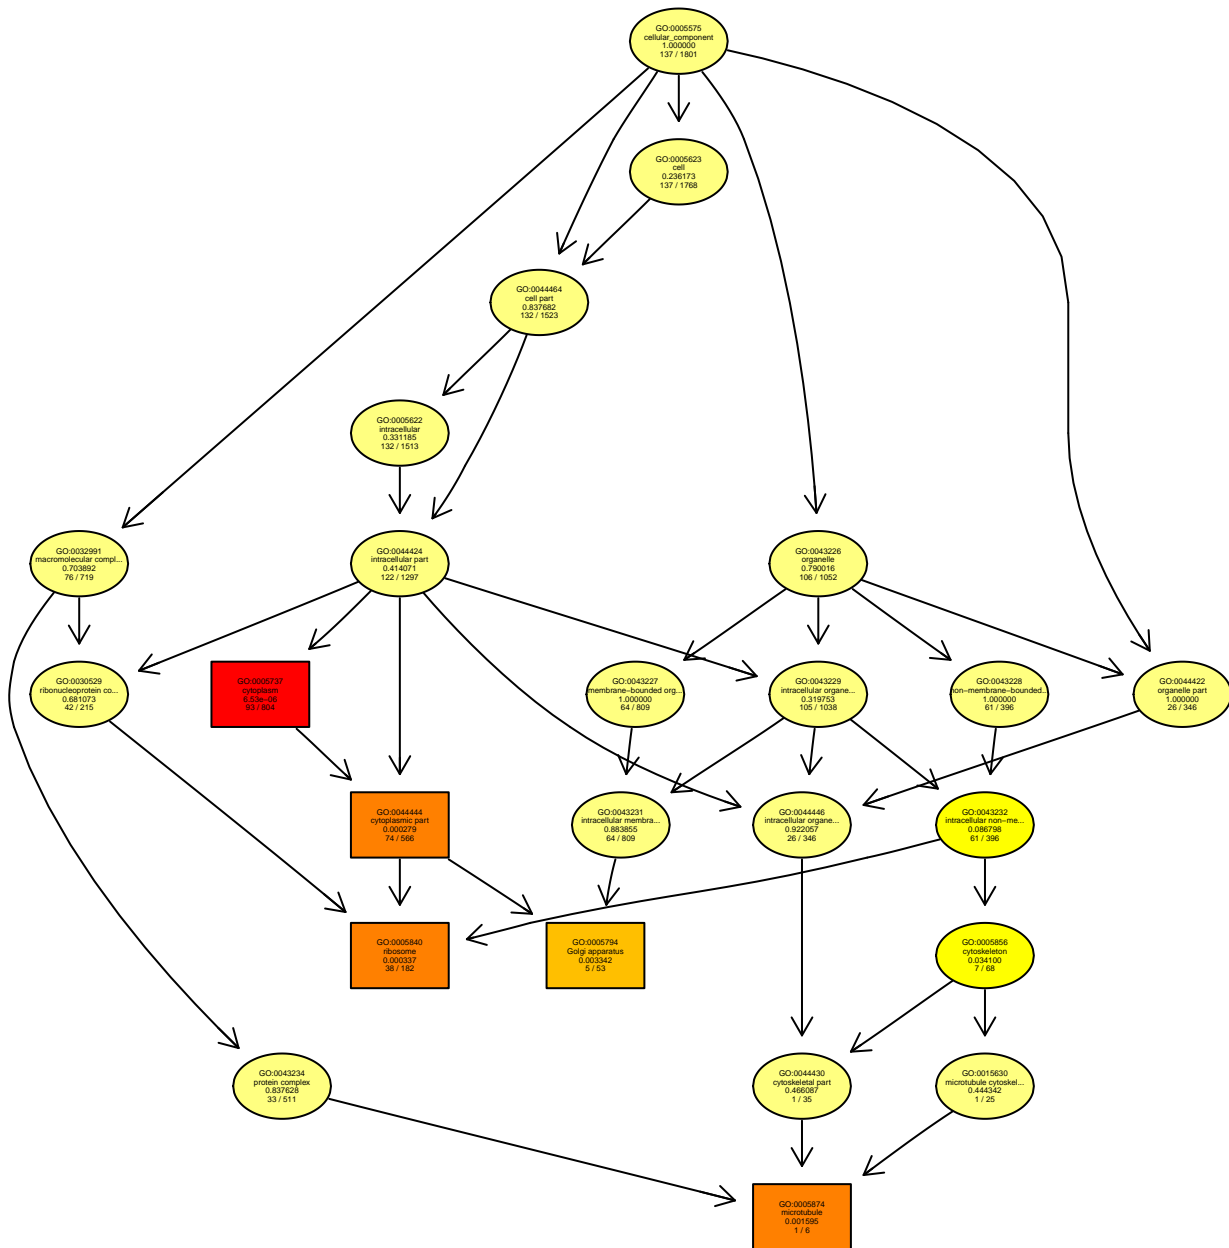 GO:0005575
cellular_component
1.000000
137 / 1801
GO:0005623
cell
0.236173
137 / 1768
GO:0044464
cell part
0.837682
132 / 1523
GO:0005622
intracellular
0.331185
132 / 1513
GO:0032991
macromolecular compl...
0.703892
76 / 719
GO:0044424
intracellular part
0.414071
122 / 1297
GO:0043226
organelle
0.790016
106 / 1052
GO:0030529
ribonucleoprotein co...
0.681073
42 / 215
GO:0005737
cytoplasm
6.53e-06
93 / 804
GO:0043227
membrane-bounded org...
1.000000
64 / 809
GO:0043229
intracellular organe...
0.319753
105 / 1038
GO:0043228
non-membrane-bounded...
1.000000
61 / 396
GO:0044422
organelle part
1.000000
26 / 346
GO:0044444
cytoplasmic part
0.000279
74 / 566
GO:0043231
intracellular membra...
0.883855
64 / 809
GO:0044446
intracellular organe...
0.922057
26 / 346
GO:0043232
intracellular non-me...
0.086798
61 / 396
GO:0005840
ribosome
0.000337
38 / 182
GO:0005794
Golgi apparatus
0.003342
5 / 53
GO:0005856
cytoskeleton
0.034100
7 / 68
GO:0043234
protein complex
0.837628
33 / 511
GO:0044430
cytoskeletal part
0.466087
1 / 35
GO:0015630
microtubule cytoskel...
0.444342
1 / 25
GO:0005874
microtubule
0.001595
1 / 6